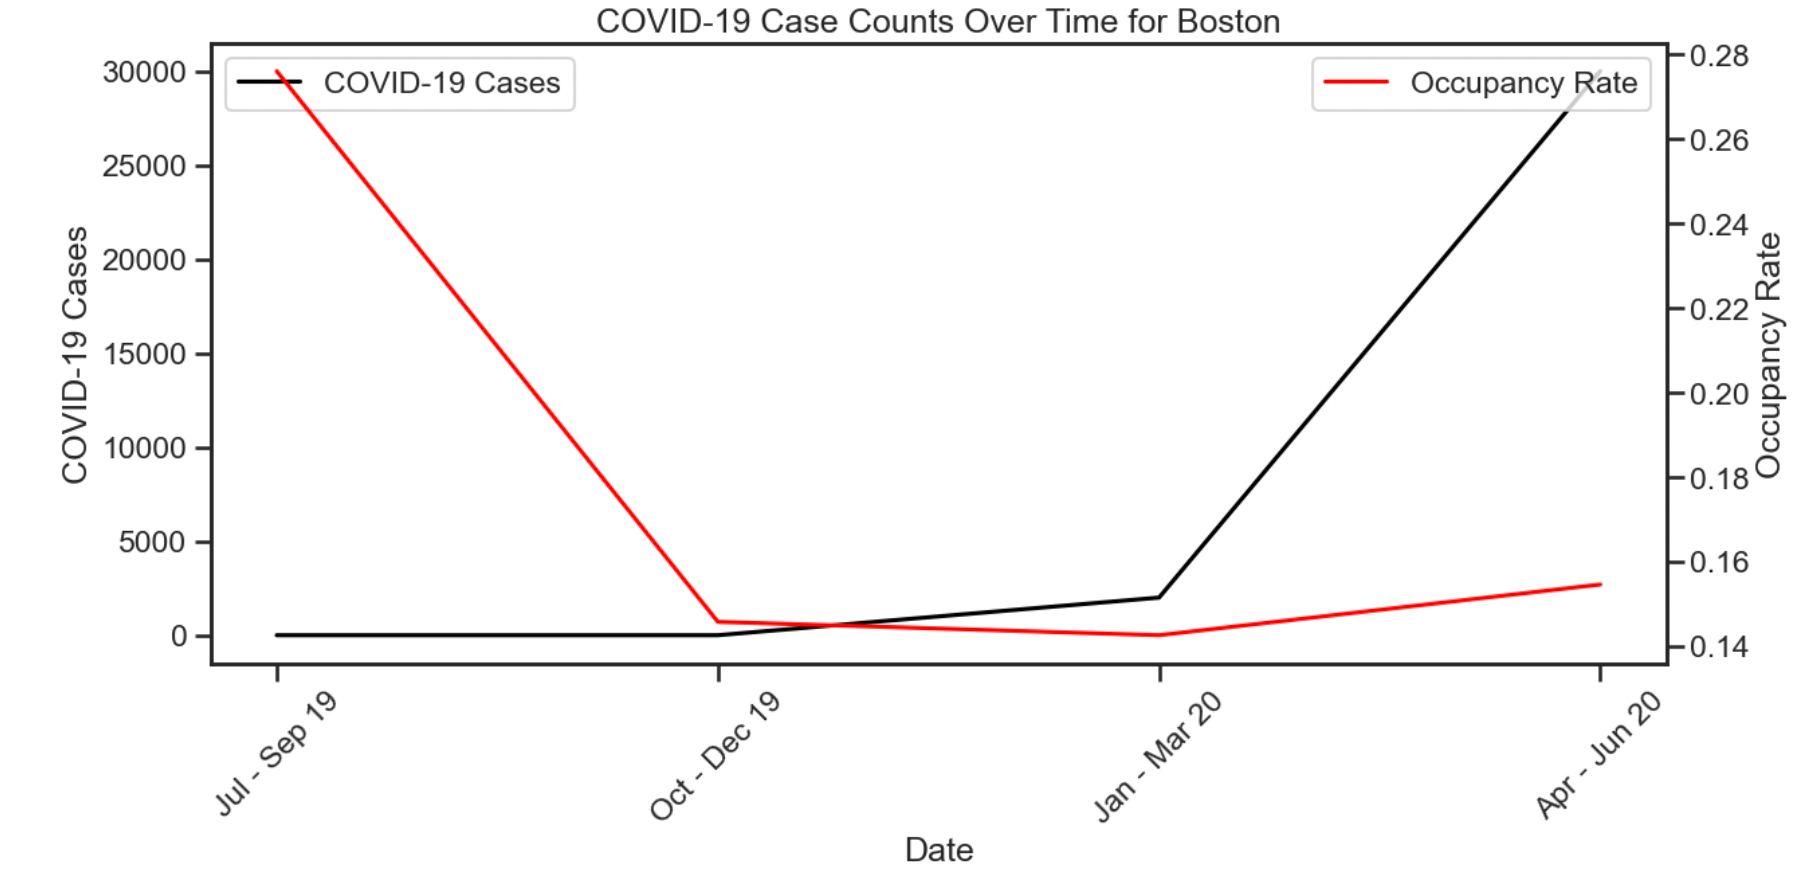 COVID-19 Case Counts Over Time for Boston
COVID-19 Cases
Occupancy Rate
COVID-19 Cases
30000
25000
20000
15000
10000
5000
0
0.28
0.26
0.24
0.22
0.20
0.18
0.16
0.14
Occupancy Rate
Jul - Sep 19
Oct - Dec 19
Jan - Mar 20
Apr - Jun 20
Date